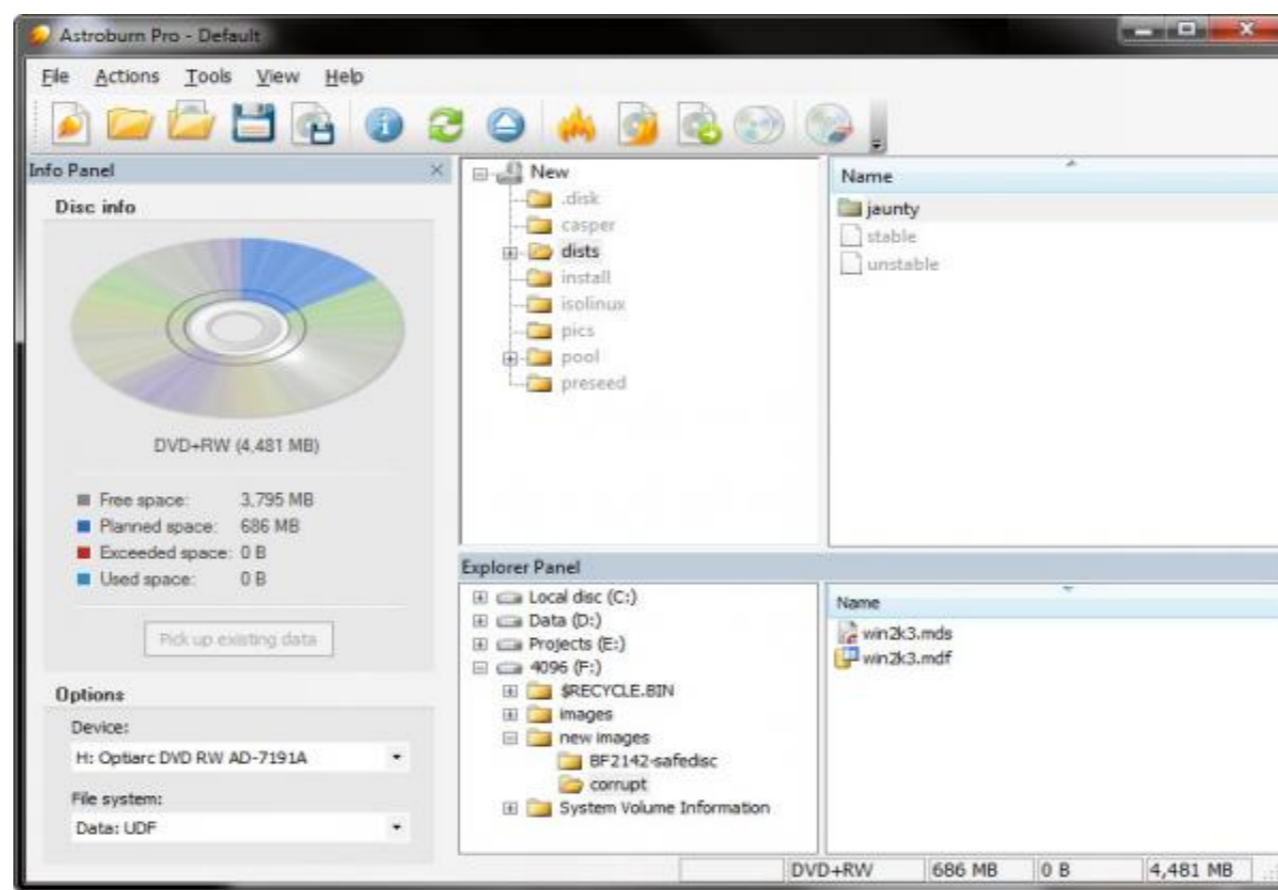 Astroburn Pro - Default
File Actions Tools View Help
Info Panel
Disc info
DVD+RW (4,481 MB)
Free space: 3,795 MB
Planned space: 686 MB
Exceeded space: 0 B
Used space: 0 B
Pick up existing data
Options
Device:
H: Optiarc DVD RW AD-7191A
File system:
Data: UDF
New
.disk
casper
dists
install
isolinux
pics
pool
preseed
Name
jaunty
stable
unstable
Explorer Panel
Local disc (C:)
Data (D:)
Projects (E:)
4096 (F:)
$RECYCLE.BIN
images
new images
BF2142-safedisc
corrupt
System Volume Information
Name
win2k3.mds
win2k3.mdf
DVD+RW 686 MB 0 B 4,481 MB